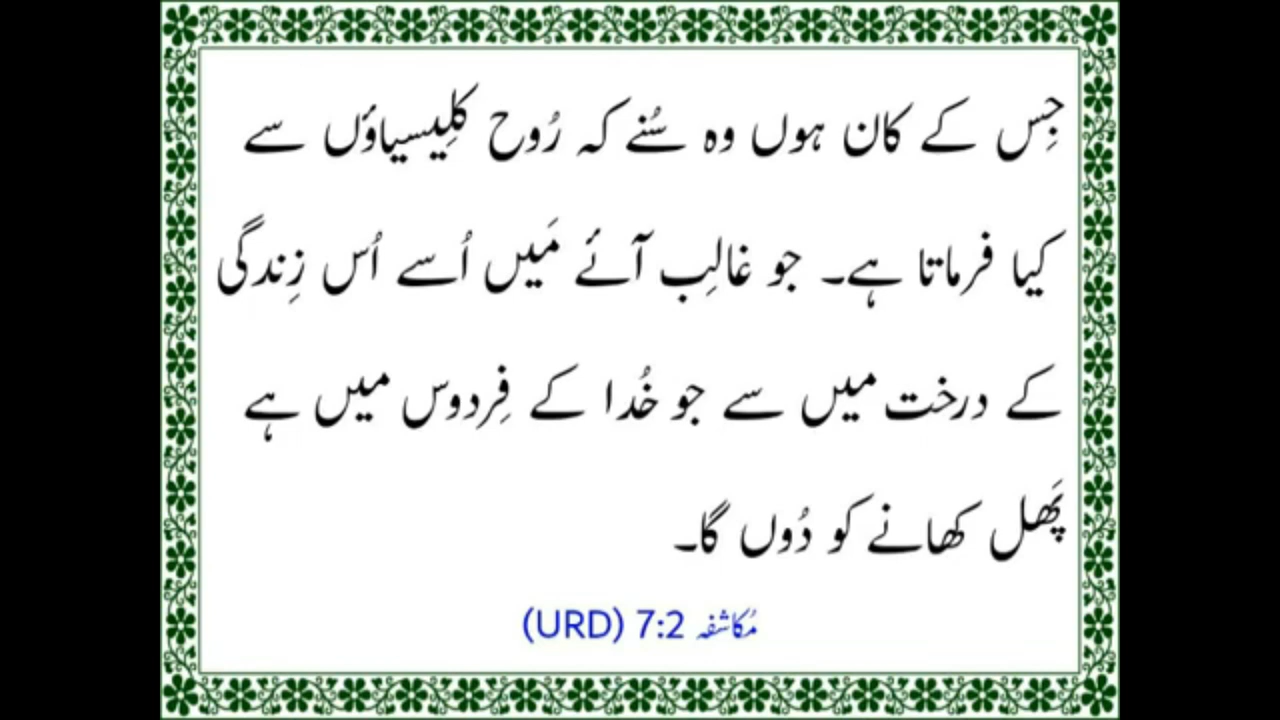 جِس کے کان ہوں وہ سُنے کہ رُوح کلِیسیاؤں سے
کیا فرماتا ہے۔ جو غالِب آئے مَیں اُسے اُس زِندگی
کے درخت میں سے جو خُدا کے فِردوس میں ہے
پَھل کھانے کو دُوں گا۔
مُکاشفہ 7:2 (URD)